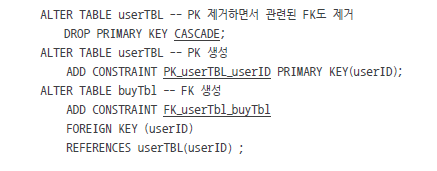 ALTER TABLE userTBL -- PK 제거하면서 관련된 FK도 제거
DROP PRIMARY KEY CASCADE;
ALTER TABLE userTBL -- PK 생성
ADD CONSTRAINT PK_userTBL_userID PRIMARY KEY(userID);
ALTER TABLE buyTbl -- FK 생성
ADD CONSTRAINT FK_userTbl_buyTbl
FOREIGN KEY (userID)
REFERENCES userTBL(userID) ;